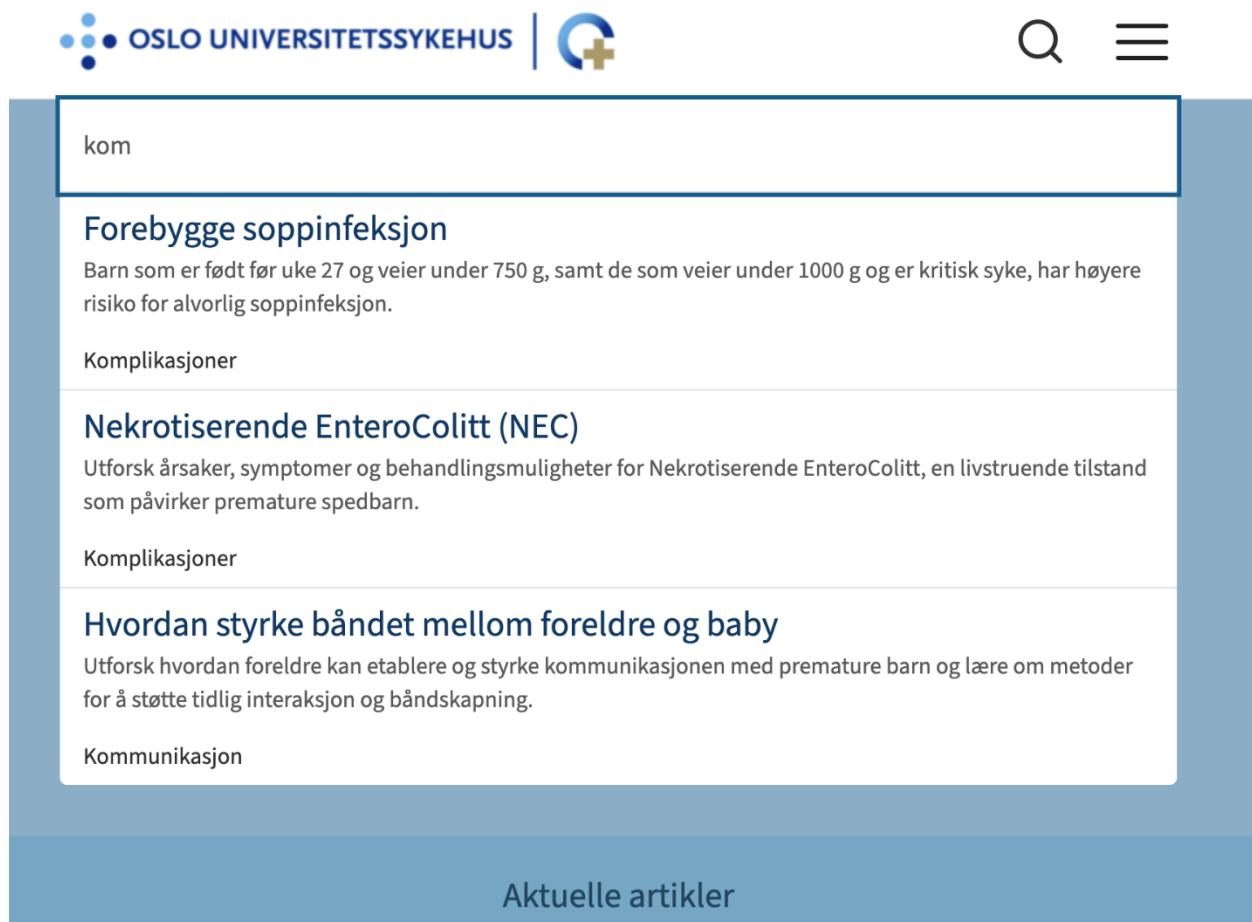 OSLO UNIVERSITETSSYKEHUS
kom
Forebygge soppinfeksjon
Barn som er født før uke 27 og veier under 750 g, samt de som veier under 1000 g og er kritisk syke, har høyere
risiko for alvorlig soppinfeksjon.
Komplikasjoner
Nekrotiserende EnteroColitt (NEC)
Utforsk årsaker, symptomer og behandlingsmuligheter for Nekrotiserende EnteroColitt, en livstruende tilstand
som påvirker premature spedbarn.
Komplikasjoner
Hvordan styrke båndet mellom foreldre og baby
Utforsk hvordan foreldre kan etablere og styrke kommunikasjonen med premature barn og lære om metoder
for å støtte tidlig interaksjon og båndskapning.
Kommunikasjon
Aktuelle artikler